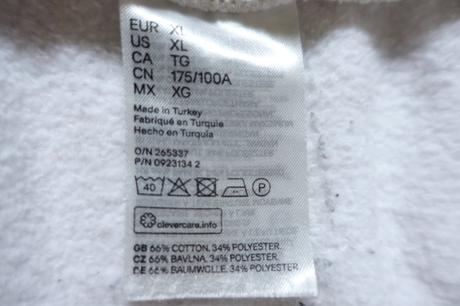 EUR XL
US XL
CA TG
CN 175/100A
MX XG
Made in Turkey
Fabriqué en Turquie
Hecho en Turquía
O/N 265337
P/N 0923134 2
40 P
clevercare.info
GB 66% COTTON. 34% POLYESTER.
CZ 66% BAVLNA. 34% POLYESTER.
DE 66% BAUMWOLLE. 34% POLYESTER.